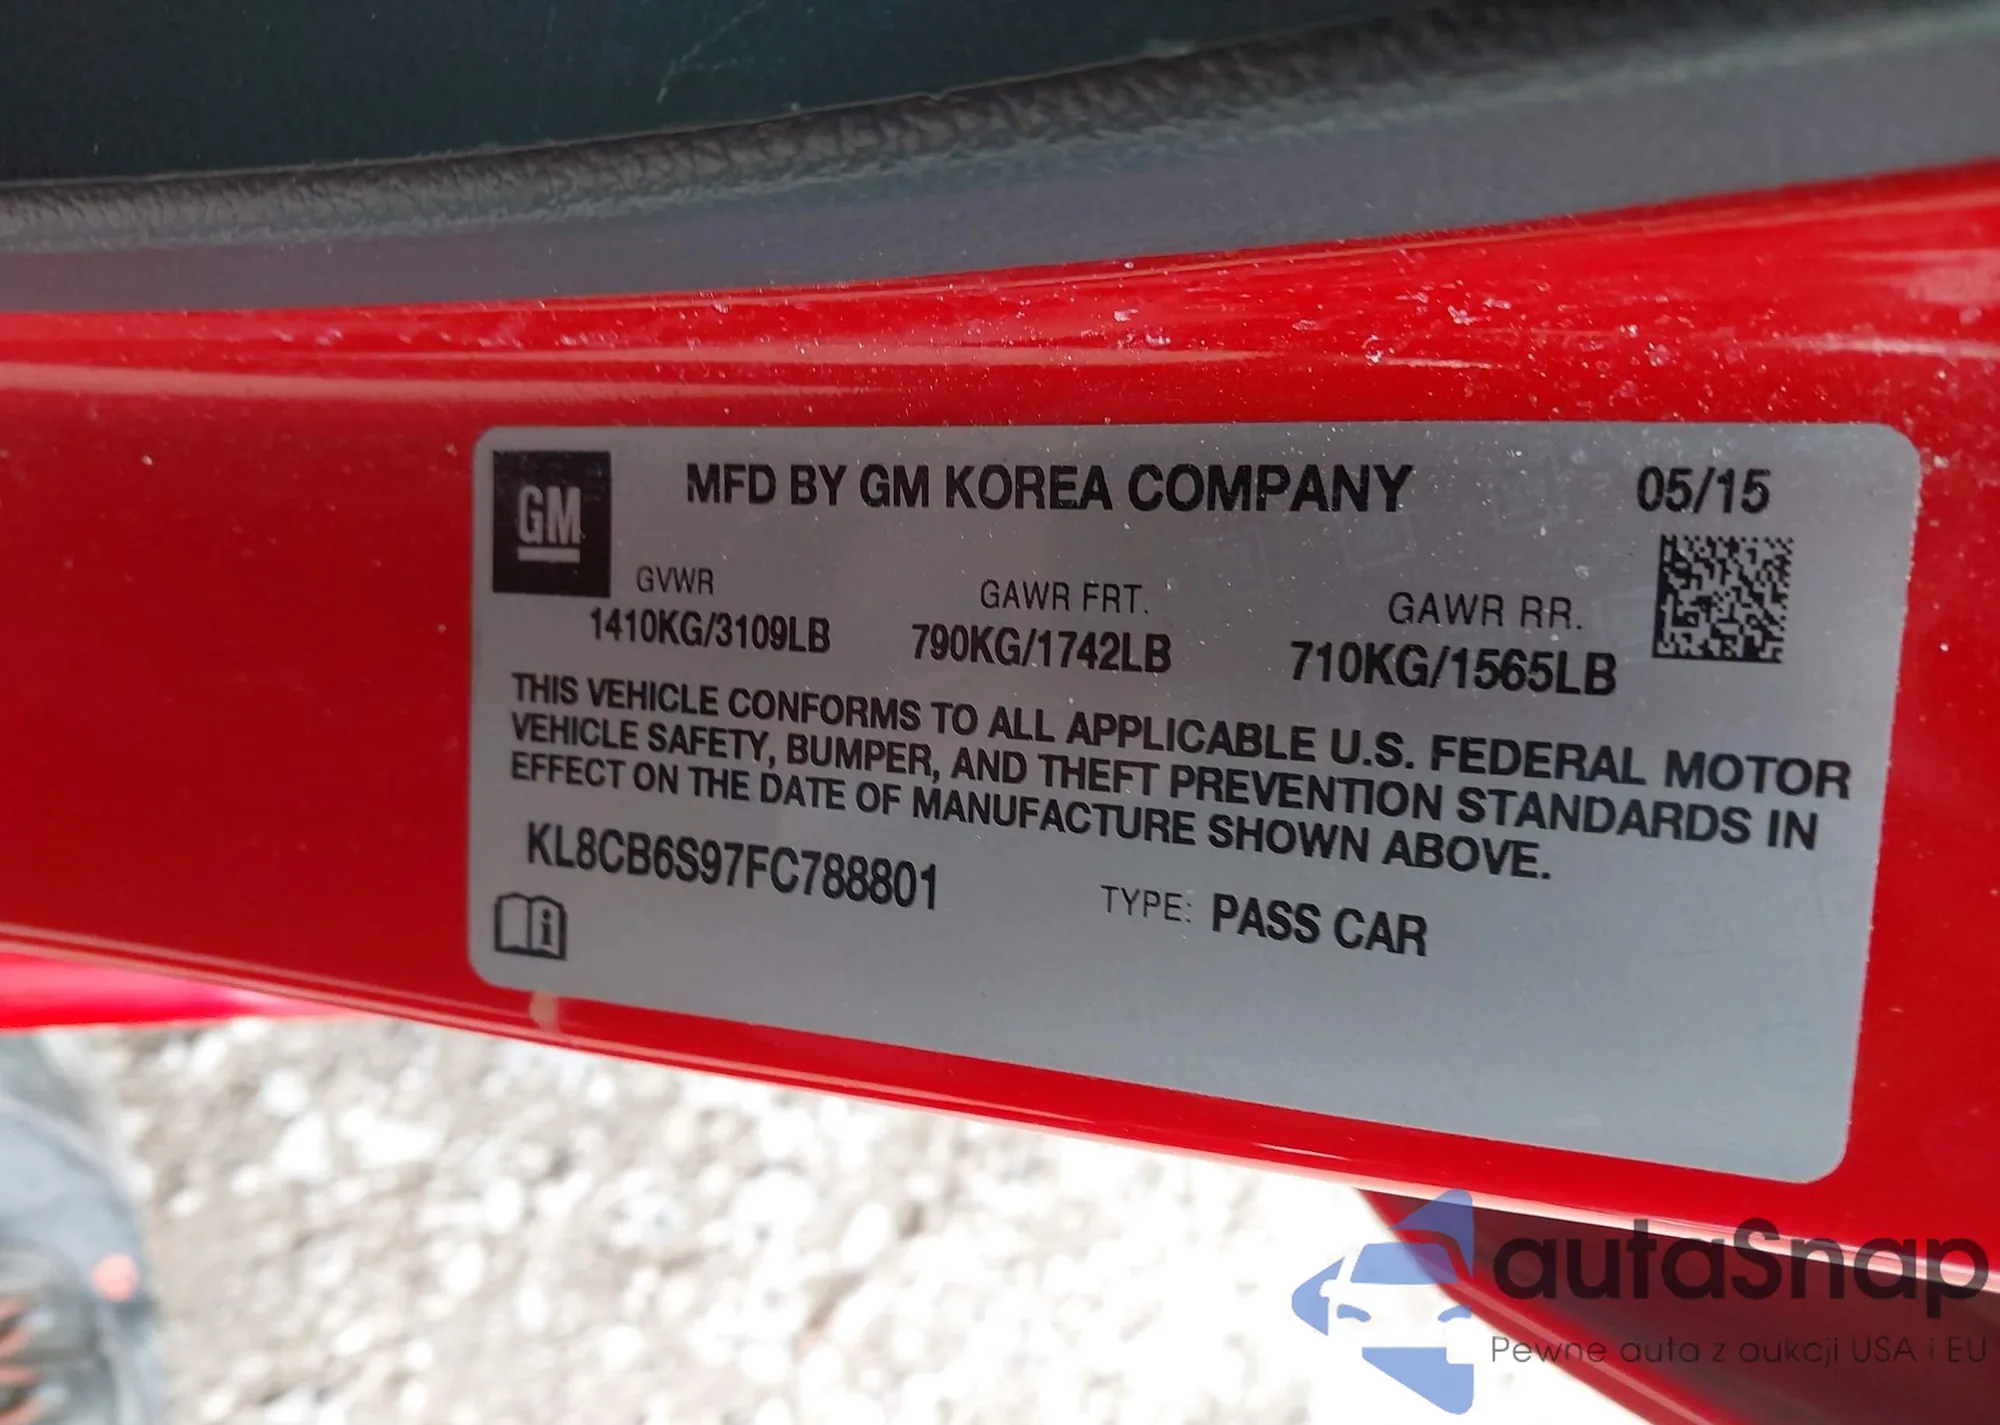 GM
MFD BY GM KOREA COMPANY 05/15
GVWR GAWR FRT. GAWR RR.
1410KG/3109LB 790KG/1742LB 710KG/1565LB
THIS VEHICLE CONFORMS TO ALL APPLICABLE U.S. FEDERAL MOTOR
VEHICLE SAFETY, BUMPER, AND THEFT PREVENTION STANDARDS IN
EFFECT ON THE DATE OF MANUFACTURE SHOWN ABOVE.
KL8CB6S97FC788801 TYPE: PASS CAR
i
autaSnap
Pewne auta z aukcji USA i EU